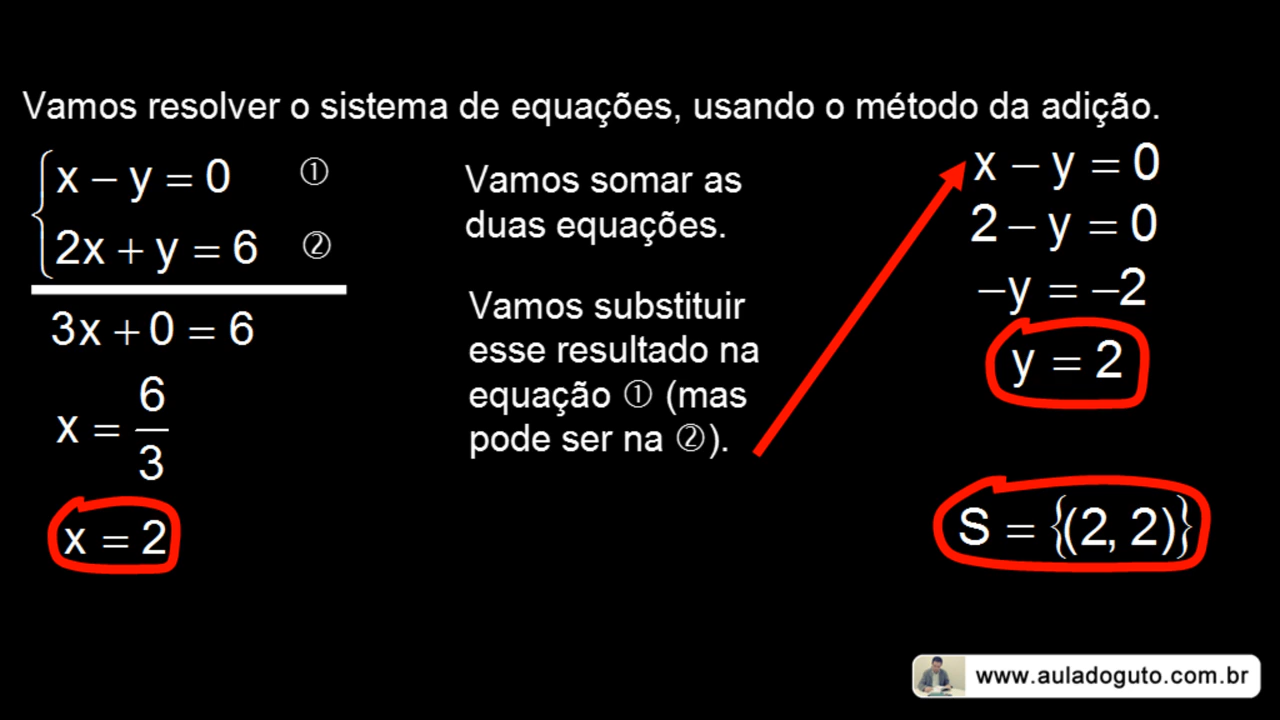 Vamos resolver o sistema de equações, usando o método da adição.
x − y = 0 ①
2x + y = 6 ②
3x + 0 = 6
x = 6/3
x = 2
Vamos somar as
duas equações.
Vamos substituir
esse resultado na
equação ① (mas
pode ser na ②).
x − y = 0
2 − y = 0
−y = −2
y = 2
S = {(2, 2)}
www.auladoguto.com.br